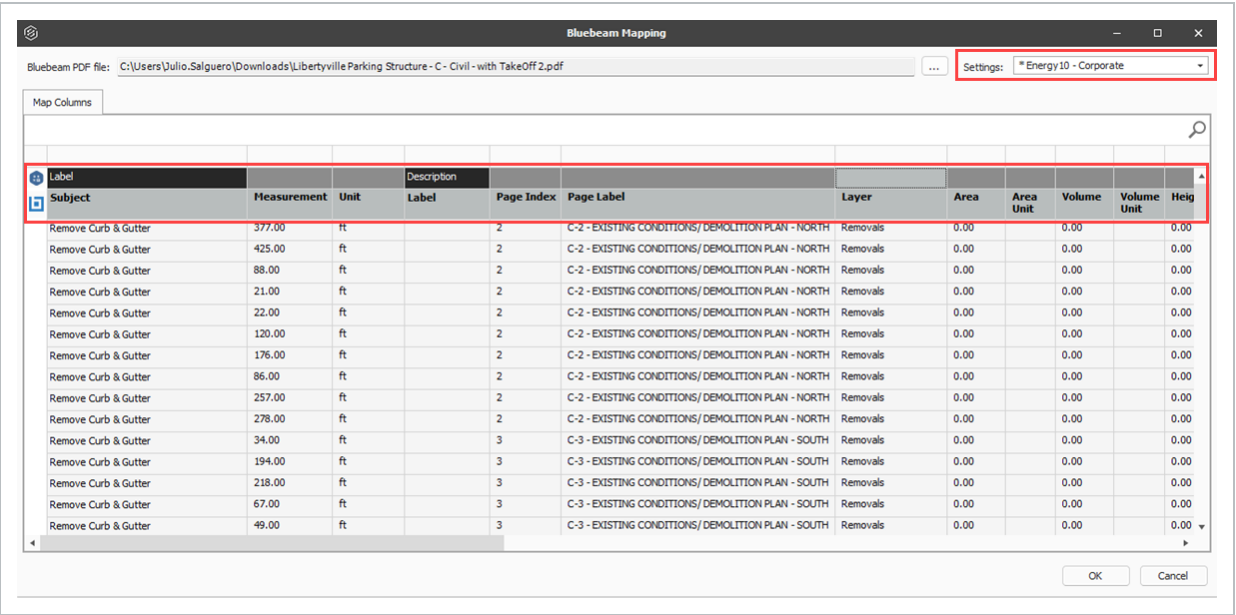 Bluebeam Mapping
Bluebeam PDF file: C:\Users\Julio.Salguero\Downloads\Libertyville Parking Structure - C - Civil - with TakeOff 2.pdf ... Settings: * Energy10 - Corporate
Map Columns
Label Description
Subject Measurement Unit Label Page Index Page Label Layer Area Area Unit Volume Volume Unit Heig
Remove Curb & Gutter 377.00 ft 2 C-2 - EXISTING CONDITIONS/ DEMOLITION PLAN - NORTH Removals 0.00 0.00 0.00
Remove Curb & Gutter 425.00 ft 2 C-2 - EXISTING CONDITIONS/ DEMOLITION PLAN - NORTH Removals 0.00 0.00 0.00
Remove Curb & Gutter 88.00 ft 2 C-2 - EXISTING CONDITIONS/ DEMOLITION PLAN - NORTH Removals 0.00 0.00 0.00
Remove Curb & Gutter 21.00 ft 2 C-2 - EXISTING CONDITIONS/ DEMOLITION PLAN - NORTH Removals 0.00 0.00 0.00
Remove Curb & Gutter 22.00 ft 2 C-2 - EXISTING CONDITIONS/ DEMOLITION PLAN - NORTH Removals 0.00 0.00 0.00
Remove Curb & Gutter 120.00 ft 2 C-2 - EXISTING CONDITIONS/ DEMOLITION PLAN - NORTH Removals 0.00 0.00 0.00
Remove Curb & Gutter 176.00 ft 2 C-2 - EXISTING CONDITIONS/ DEMOLITION PLAN - NORTH Removals 0.00 0.00 0.00
Remove Curb & Gutter 86.00 ft 2 C-2 - EXISTING CONDITIONS/ DEMOLITION PLAN - NORTH Removals 0.00 0.00 0.00
Remove Curb & Gutter 257.00 ft 2 C-2 - EXISTING CONDITIONS/ DEMOLITION PLAN - NORTH Removals 0.00 0.00 0.00
Remove Curb & Gutter 278.00 ft 2 C-2 - EXISTING CONDITIONS/ DEMOLITION PLAN - NORTH Removals 0.00 0.00 0.00
Remove Curb & Gutter 34.00 ft 3 C-3 - EXISTING CONDITIONS/ DEMOLITION PLAN - SOUTH Removals 0.00 0.00 0.00
Remove Curb & Gutter 194.00 ft 3 C-3 - EXISTING CONDITIONS/ DEMOLITION PLAN - SOUTH Removals 0.00 0.00 0.00
Remove Curb & Gutter 218.00 ft 3 C-3 - EXISTING CONDITIONS/ DEMOLITION PLAN - SOUTH Removals 0.00 0.00 0.00
Remove Curb & Gutter 67.00 ft 3 C-3 - EXISTING CONDITIONS/ DEMOLITION PLAN - SOUTH Removals 0.00 0.00 0.00
Remove Curb & Gutter 49.00 ft 3 C-3 - EXISTING CONDITIONS/ DEMOLITION PLAN - SOUTH Removals 0.00 0.00 0.00
OK Cancel